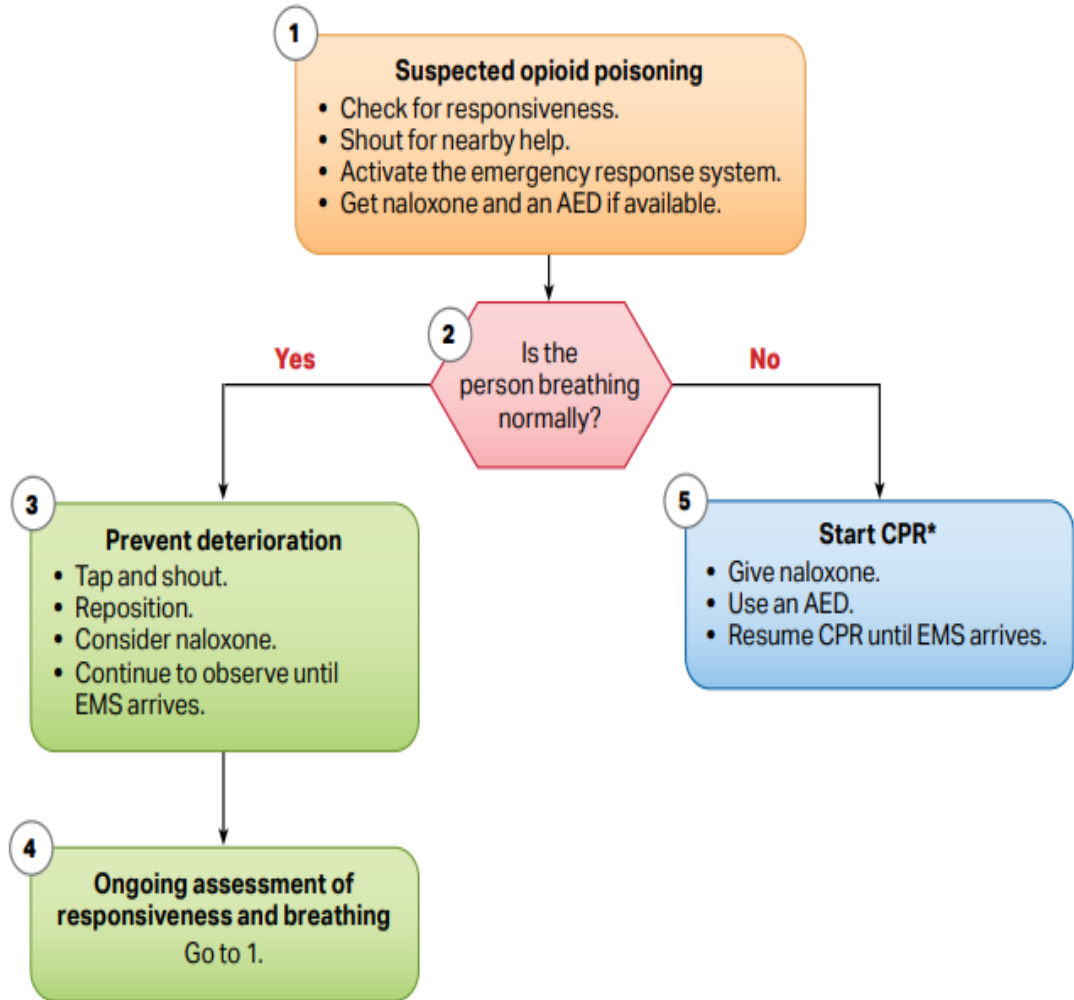 1
Suspected opioid poisoning
• Check for responsiveness.
• Shout for nearby help.
• Activate the emergency response system.
• Get naloxone and an AED if available.
2
Is the
person breathing
normally?
Yes
No
3
Prevent deterioration
• Tap and shout.
• Reposition.
• Consider naloxone.
• Continue to observe until
EMS arrives.
5
Start CPR*
• Give naloxone.
• Use an AED.
• Resume CPR until EMS arrives.
4
Ongoing assessment of
responsiveness and breathing
Go to 1.